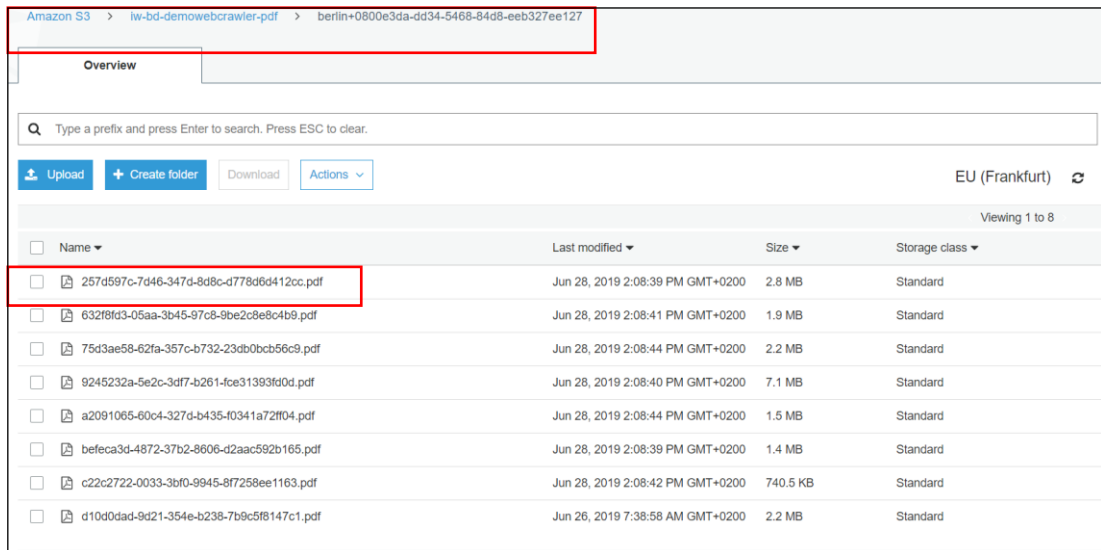 Amazon S3 > lw-bd-demowebcrawler-pdf > berlin+0800e3da-dd34-5468-84d8-eeb327ee127
Overview
Type a prefix and press Enter to search. Press ESC to clear.
Upload + Create folder Download Actions EU (Frankfurt)
Viewing 1 to 8
Name Last modified Size Storage class
257d597c-7d46-347d-8d8c-d778d6d412cc.pdf Jun 28, 2019 2:08:39 PM GMT+0200 2.8 MB Standard
632f8fd3-05aa-3b45-97c8-9be2c8e8c4b9.pdf Jun 28, 2019 2:08:41 PM GMT+0200 1.9 MB Standard
75d3ae58-62fa-357c-b732-23db0bcb56c9.pdf Jun 28, 2019 2:08:44 PM GMT+0200 2.2 MB Standard
9245232a-5e2c-3df7-b261-fce31393fd0d.pdf Jun 28, 2019 2:08:40 PM GMT+0200 7.1 MB Standard
a2091065-60c4-327d-b435-f0341a72ff04.pdf Jun 28, 2019 2:08:44 PM GMT+0200 1.5 MB Standard
befeca3d-4872-37b2-8606-d2aac592b165.pdf Jun 28, 2019 2:08:39 PM GMT+0200 1.4 MB Standard
c22c2722-0033-3bf0-9945-8f7258ee1163.pdf Jun 28, 2019 2:08:42 PM GMT+0200 740.5 KB Standard
d10d0dad-9d21-354e-b238-7b9c5f8147c1.pdf Jun 26, 2019 7:38:58 AM GMT+0200 2.2 MB Standard